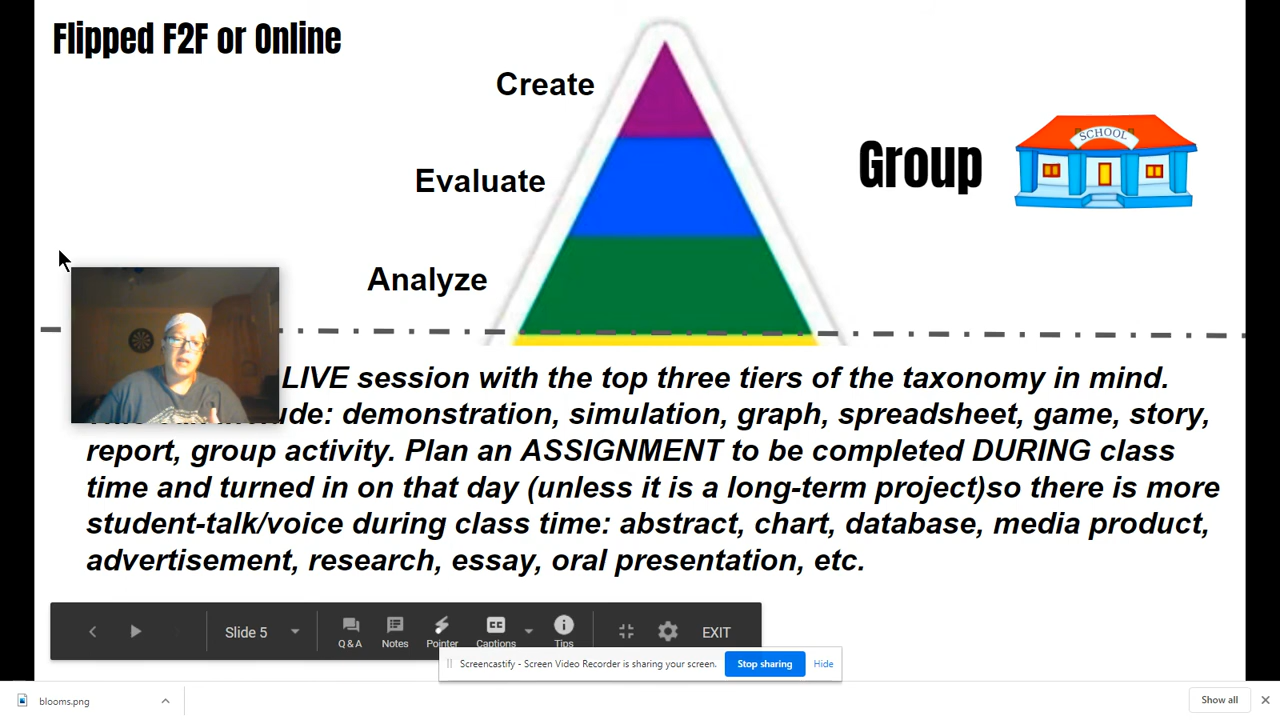 Flipped F2F or Online
Create
Evaluate
Analyze
Group
SCHOOL
LIVE session with the top three tiers of the taxonomy in mind.
demonstration, simulation, graph, spreadsheet, game, story,
report, group activity. Plan an ASSIGNMENT to be completed DURING class
time and turned in on that day (unless it is a long-term project)so there is more
student-talk/voice during class time: abstract, chart, database, media product,
advertisement, research, essay, oral presentation, etc.
Slide 5
Q & A
Notes
Pointer
Captions
Tips
EXIT
Screencastify - Screen Video Recorder is sharing your screen.
Stop sharing
Hide
blooms.png
Show all